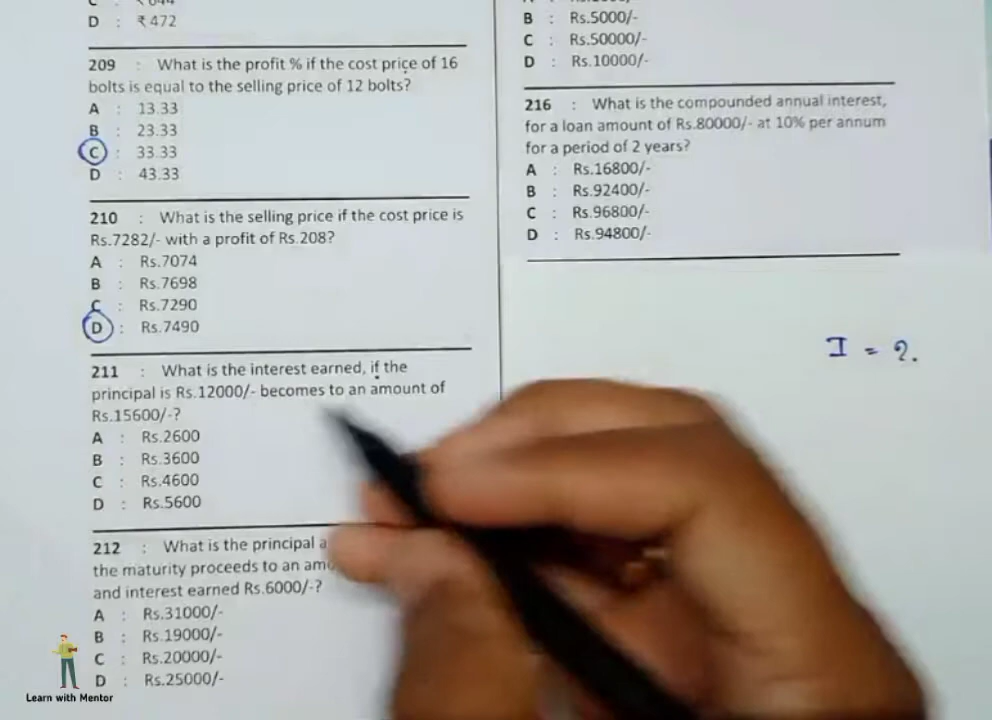 D : ₹ 472
209 : What is the profit % if the cost price of 16
bolts is equal to the selling price of 12 bolts?
A : 13.33
B : 23.33
C : 33.33
D : 43.33
210 : What is the selling price if the cost price is
Rs.7282/- with a profit of Rs.208?
A : Rs.7074
B : Rs.7698
C : Rs.7290
D : Rs.7490
211 : What is the interest earned, if the
principal is Rs.12000/- becomes to an amount of
Rs.15600/-?
A : Rs.2600
B : Rs.3600
C : Rs.4600
D : Rs.5600
212 : What is the principal
the maturity proceeds to an
and interest earned Rs.6000/-?
A : Rs.31000/-
B : Rs.19000/-
C : Rs.20000/-
D : Rs.25000/-
Learn with Mentor
B : Rs.5000/-
C : Rs.50000/-
D : Rs.10000/-
216 : What is the compounded annual interest,
for a loan amount of Rs.80000/- at 10% per annum
for a period of 2 years?
A : Rs.16800/-
B : Rs.92400/-
C : Rs.96800/-
D : Rs.94800/-
I = ?.